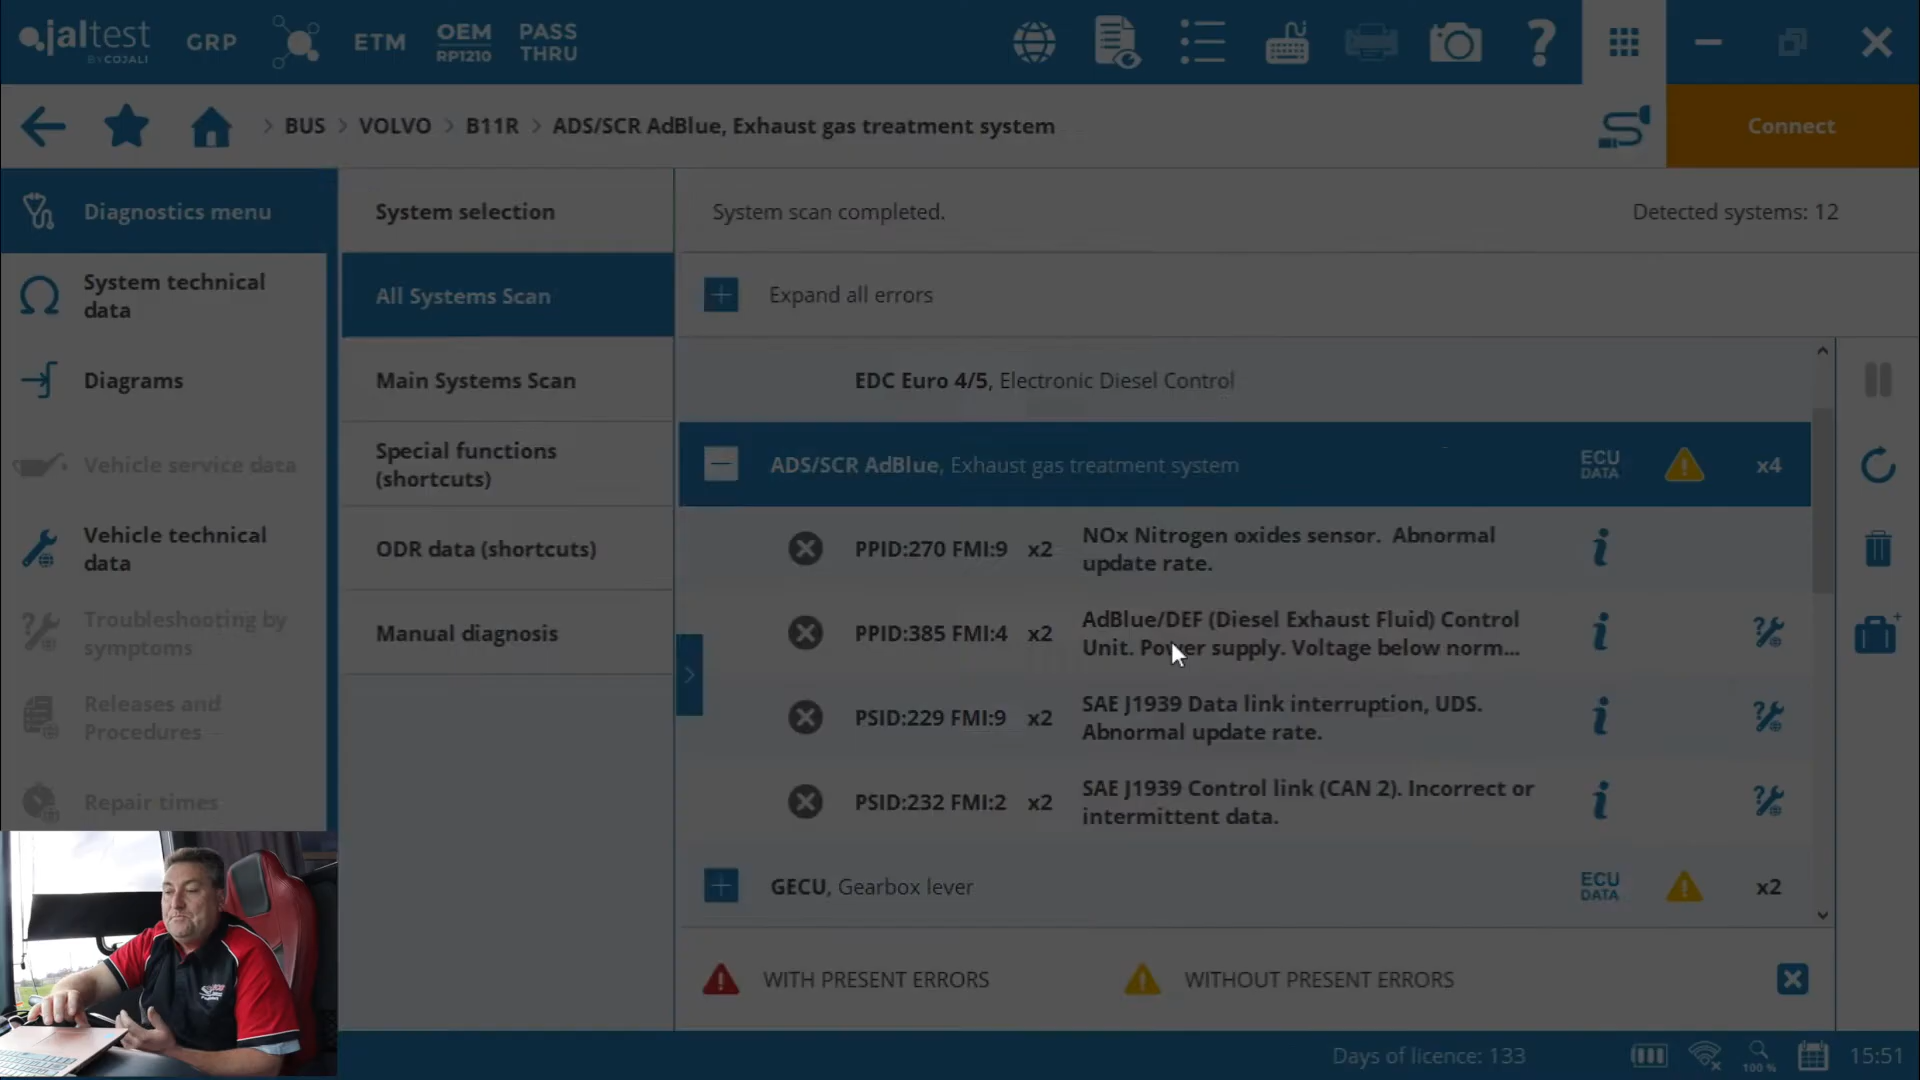 jaltest
BY COJALI
GRP
ETM
OEM
RP1210
PASS
THRU
?
BUS
VOLVO
B11R
ADS/SCR AdBlue, Exhaust gas treatment system
Connect
Diagnostics menu
System technical
data
Diagrams
Vehicle service data
Vehicle technical
data
Troubleshooting by
symptoms
Releases and
Procedures
Repair times
System selection
All Systems Scan
Main Systems Scan
Special functions
(shortcuts)
ODR data (shortcuts)
Manual diagnosis
System scan completed.
Detected systems: 12
Expand all errors
EDC Euro 4/5, Electronic Diesel Control
ADS/SCR AdBlue, Exhaust gas treatment system
ECU
DATA
x4
PPID:270 FMI:9 x2 NOx Nitrogen oxides sensor. Abnormal
update rate.
PPID:385 FMI:4 x2 AdBlue/DEF (Diesel Exhaust Fluid) Control
Unit. Power supply. Voltage below norm...
PSID:229 FMI:9 x2 SAE J1939 Data link interruption, UDS.
Abnormal update rate.
PSID:232 FMI:2 x2 SAE J1939 Control link (CAN 2). Incorrect or
intermittent data.
GECU, Gearbox lever
ECU
DATA
x2
WITH PRESENT ERRORS
WITHOUT PRESENT ERRORS
Days of licence: 133
100 %
15:51